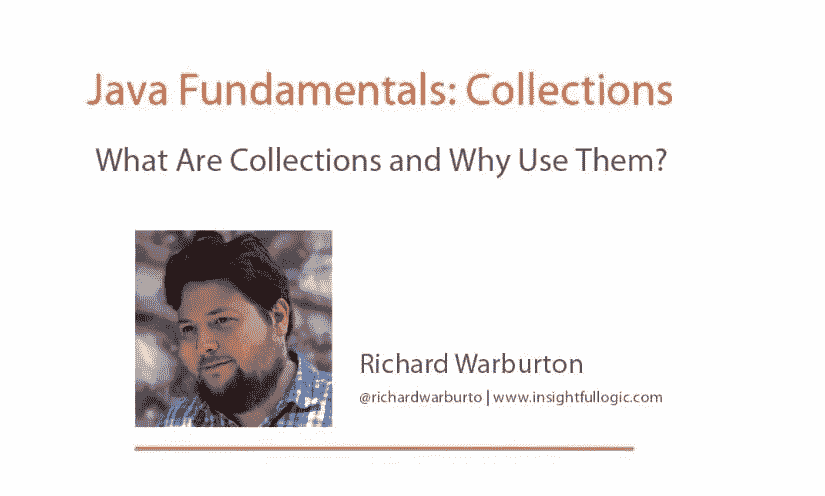 Java Fundamentals: Collections
What Are Collections and Why Use Them?
Richard Warburton
@richardwarburto | www.insightfullogic.com